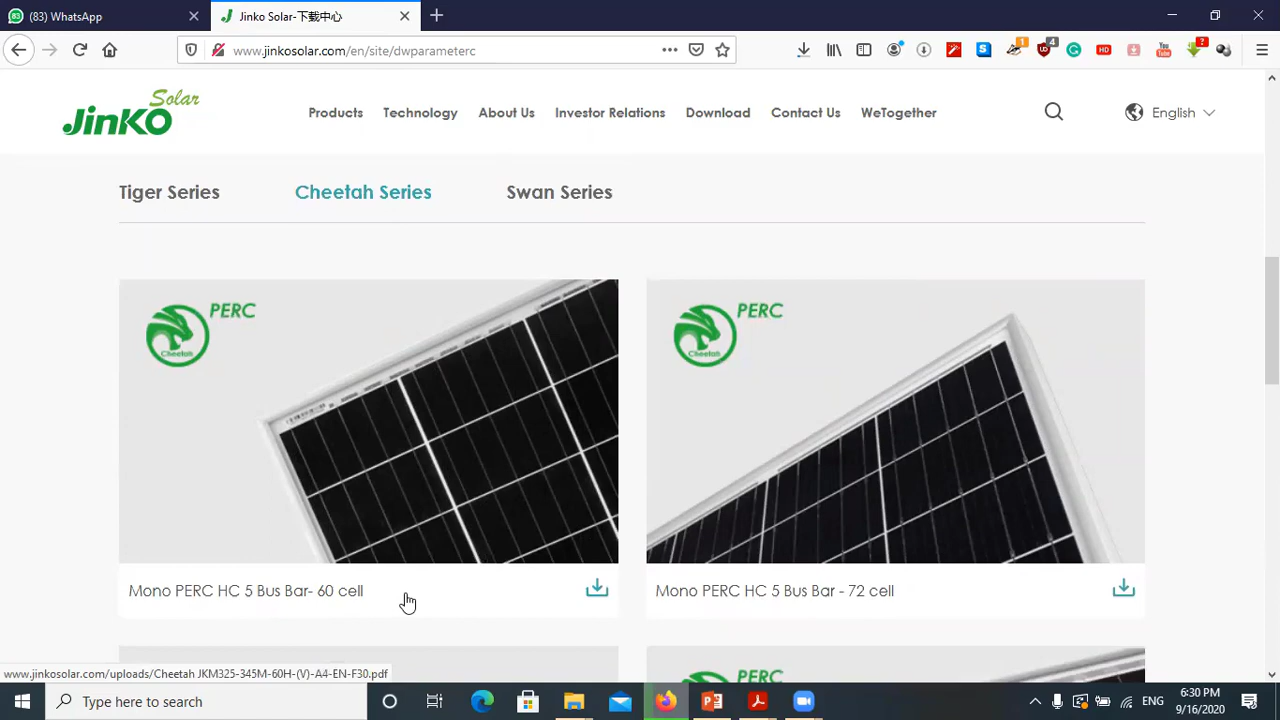 (83) WhatsApp
Jinko Solar-下载中心
www.jinkosolar.com/en/site/dwparameterc
Solar
JinKO
Products
Technology
About Us
Investor Relations
Download
Contact Us
WeTogether
English
Tiger Series
Cheetah Series
Swan Series
PERC
Cheetah
PERC
Cheetah
Mono PERC HC 5 Bus Bar- 60 cell
Mono PERC HC 5 Bus Bar - 72 cell
PERC
www.jinkosolar.com/uploads/Cheetah JKM325-345M-60H-(V)-A4-EN-F30.pdf
Type here to search
ENG
6:30 PM
9/16/2020